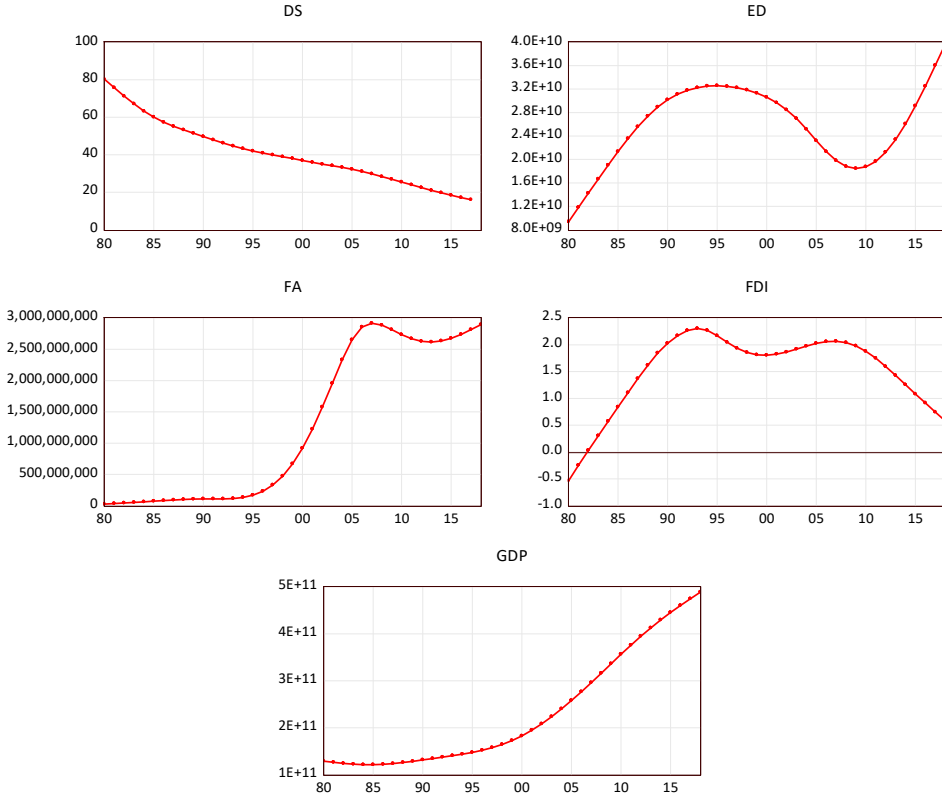 DS
100
80
60
40
20
0
80 85 90 95 00 05 10 15
ED
4.0E+10
3.6E+10
3.2E+10
2.8E+10
2.4E+10
2.0E+10
1.6E+10
1.2E+10
8.0E+09
80 85 90 95 00 05 10 15
FA
3,000,000,000
2,500,000,000
2,000,000,000
1,500,000,000
1,000,000,000
500,000,000
0
80 85 90 95 00 05 10 15
FDI
2.5
2.0
1.5
1.0
0.5
0.0
-0.5
-1.0
80 85 90 95 00 05 10 15
GDP
5E+11
4E+11
3E+11
2E+11
1E+11
80 85 90 95 00 05 10 15